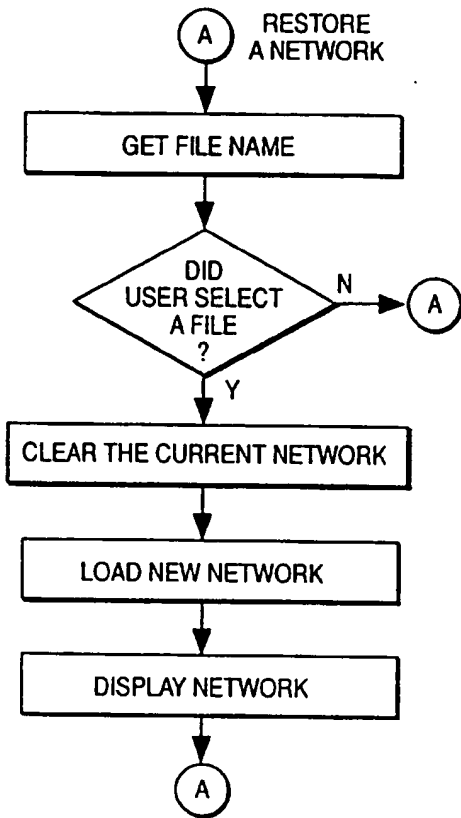 A
RESTORE
A NETWORK
GET FILE NAME
DID
USER SELECT
A FILE
?
N
A
Y
CLEAR THE CURRENT NETWORK
LOAD NEW NETWORK
DISPLAY NETWORK
A